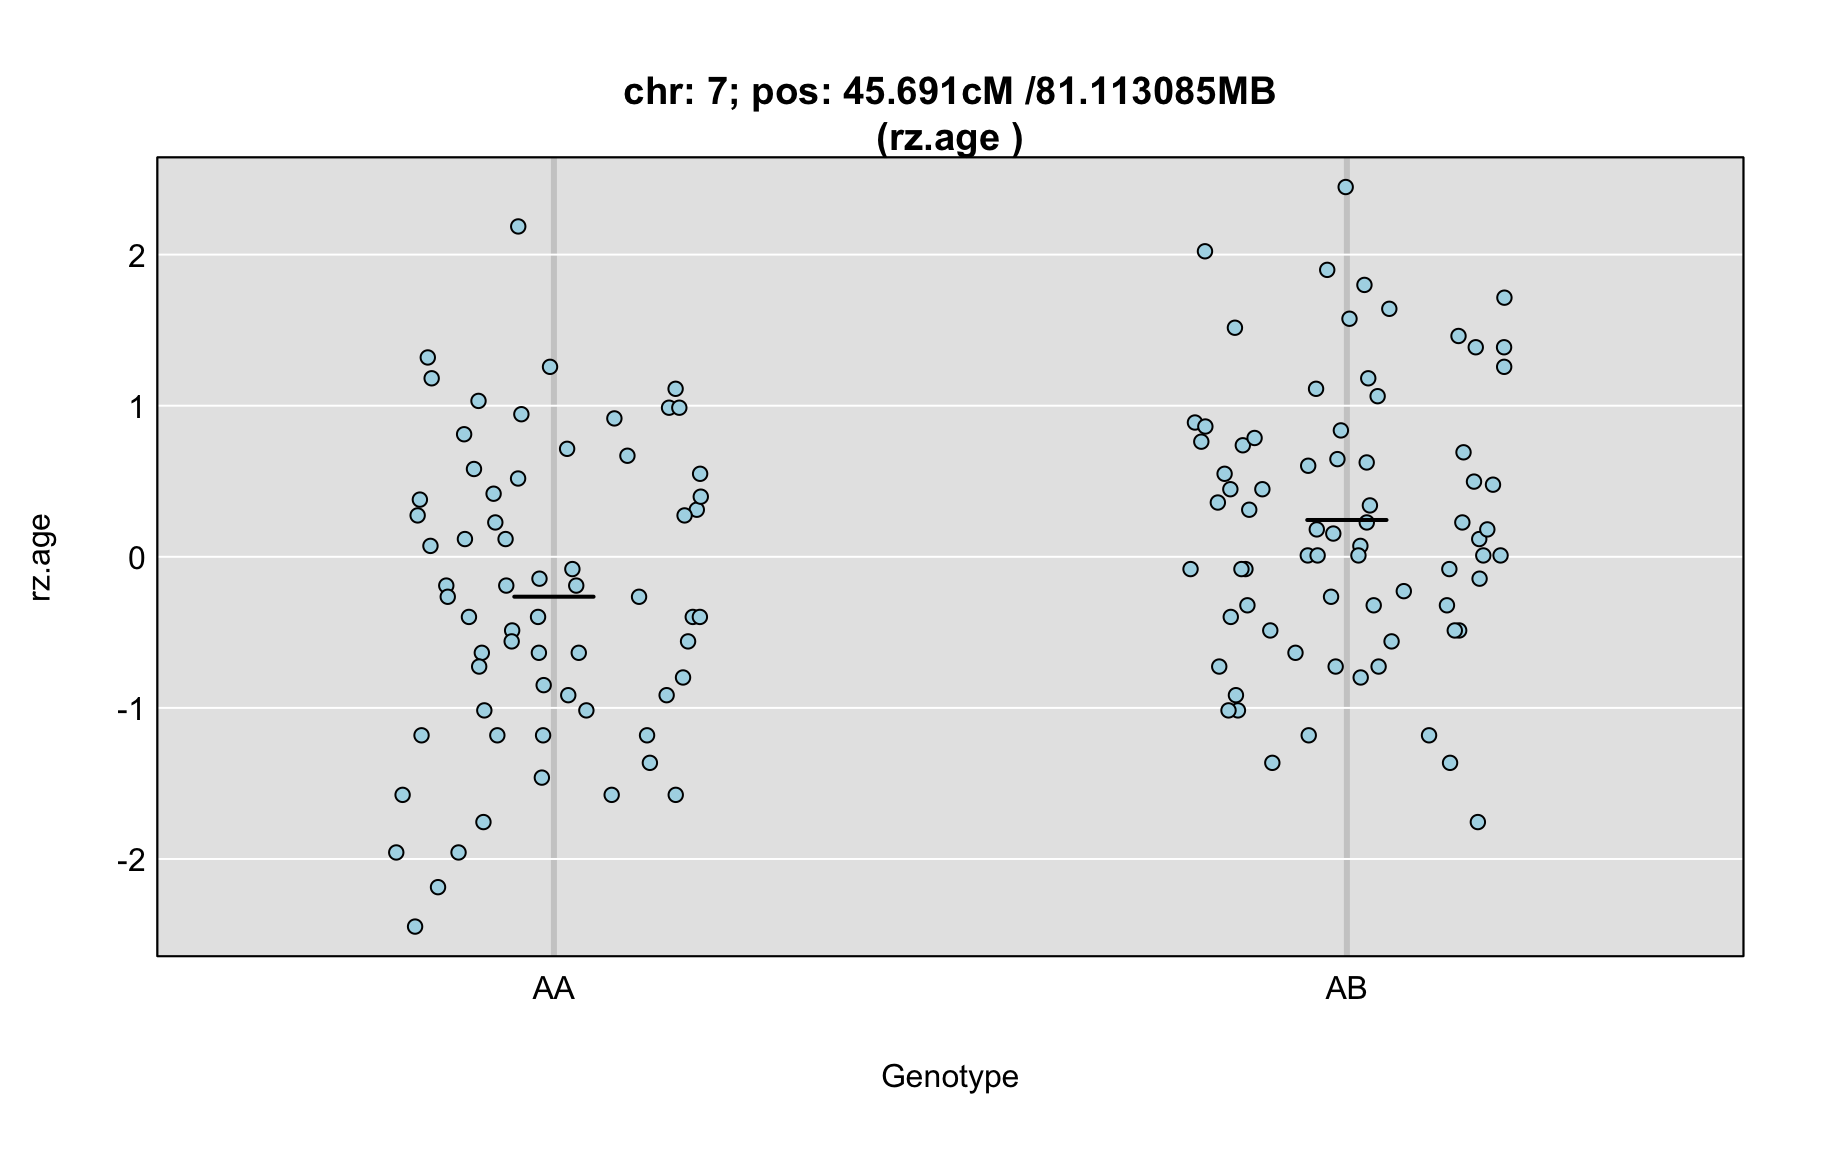 chr: 7; pos: 45.691cM /81.113085MB
(rz.age )
rz.age
2
1
0
-1
-2
AA AB
Genotype